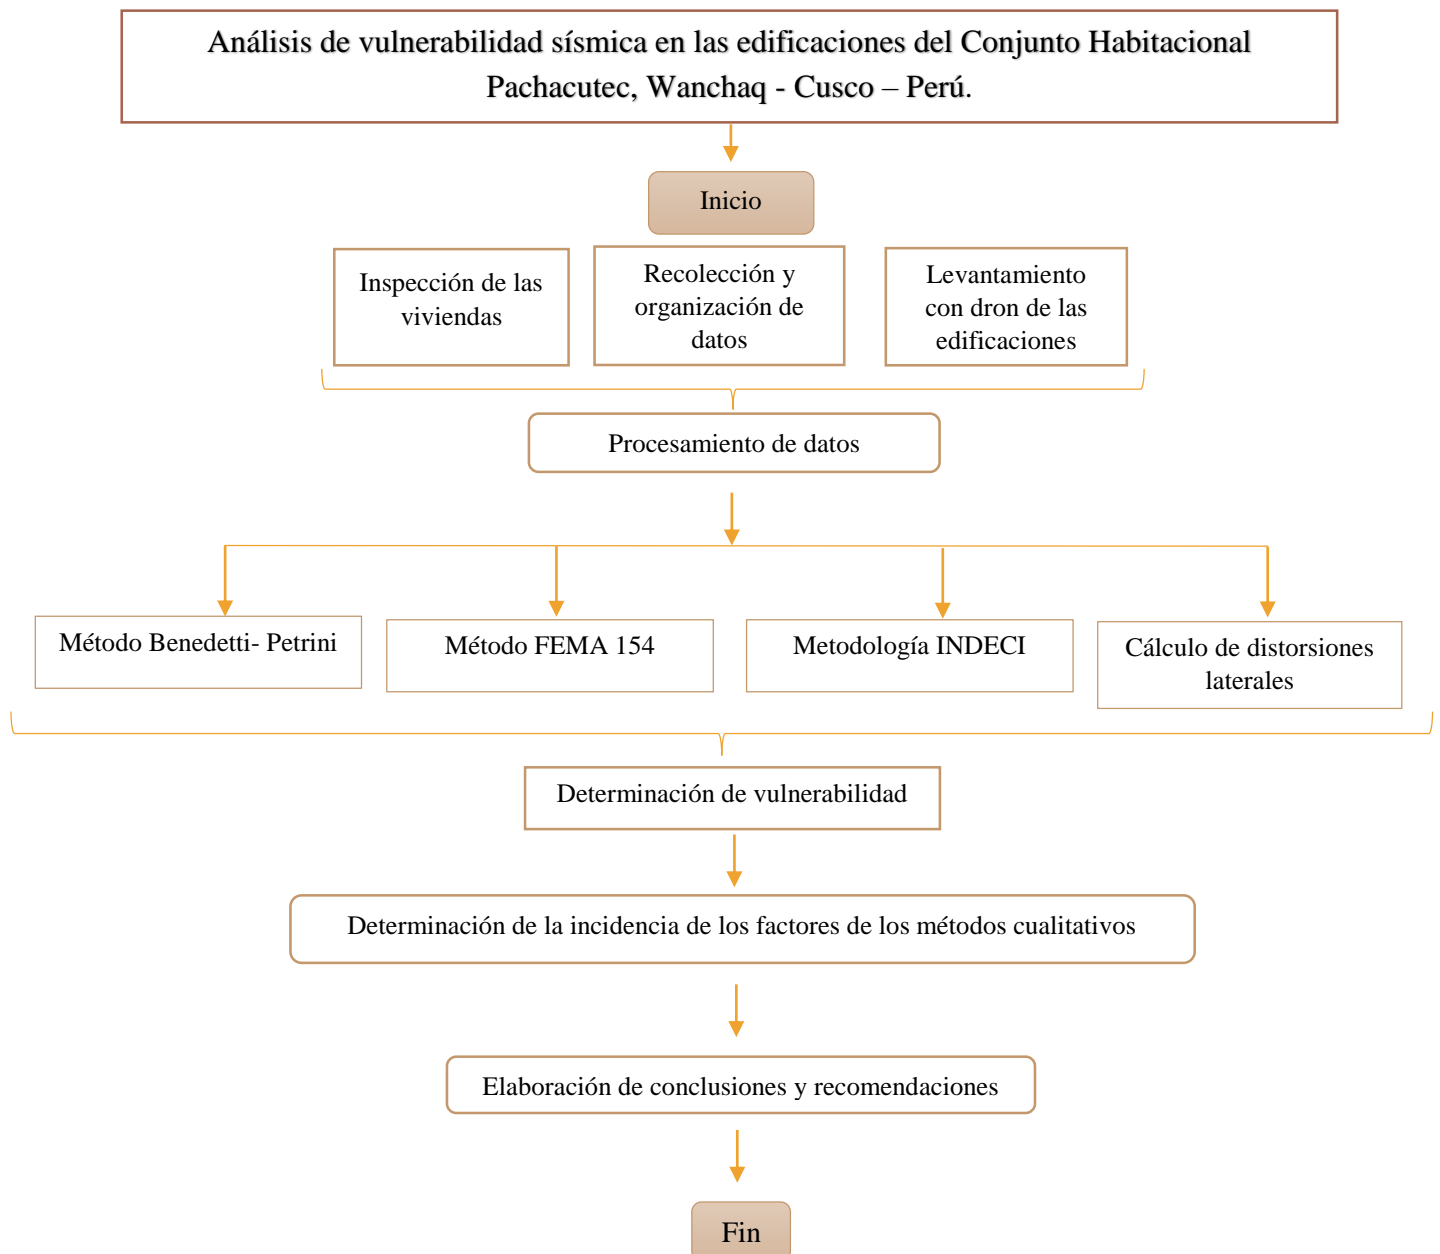 Análisis de vulnerabilidad sísmica en las edificaciones del Conjunto Habitacional
Pachacutec, Wanchaq - Cusco – Perú.
Inicio
Inspección de las
viviendas
Recolección y
organización de
datos
Levantamiento
con dron de las
edificaciones
Procesamiento de datos
Método Benedetti- Petrini
Método FEMA 154
Metodología INDECI
Cálculo de distorsiones
laterales
Determinación de vulnerabilidad
Determinación de la incidencia de los factores de los métodos cualitativos
Elaboración de conclusiones y recomendaciones
Fin